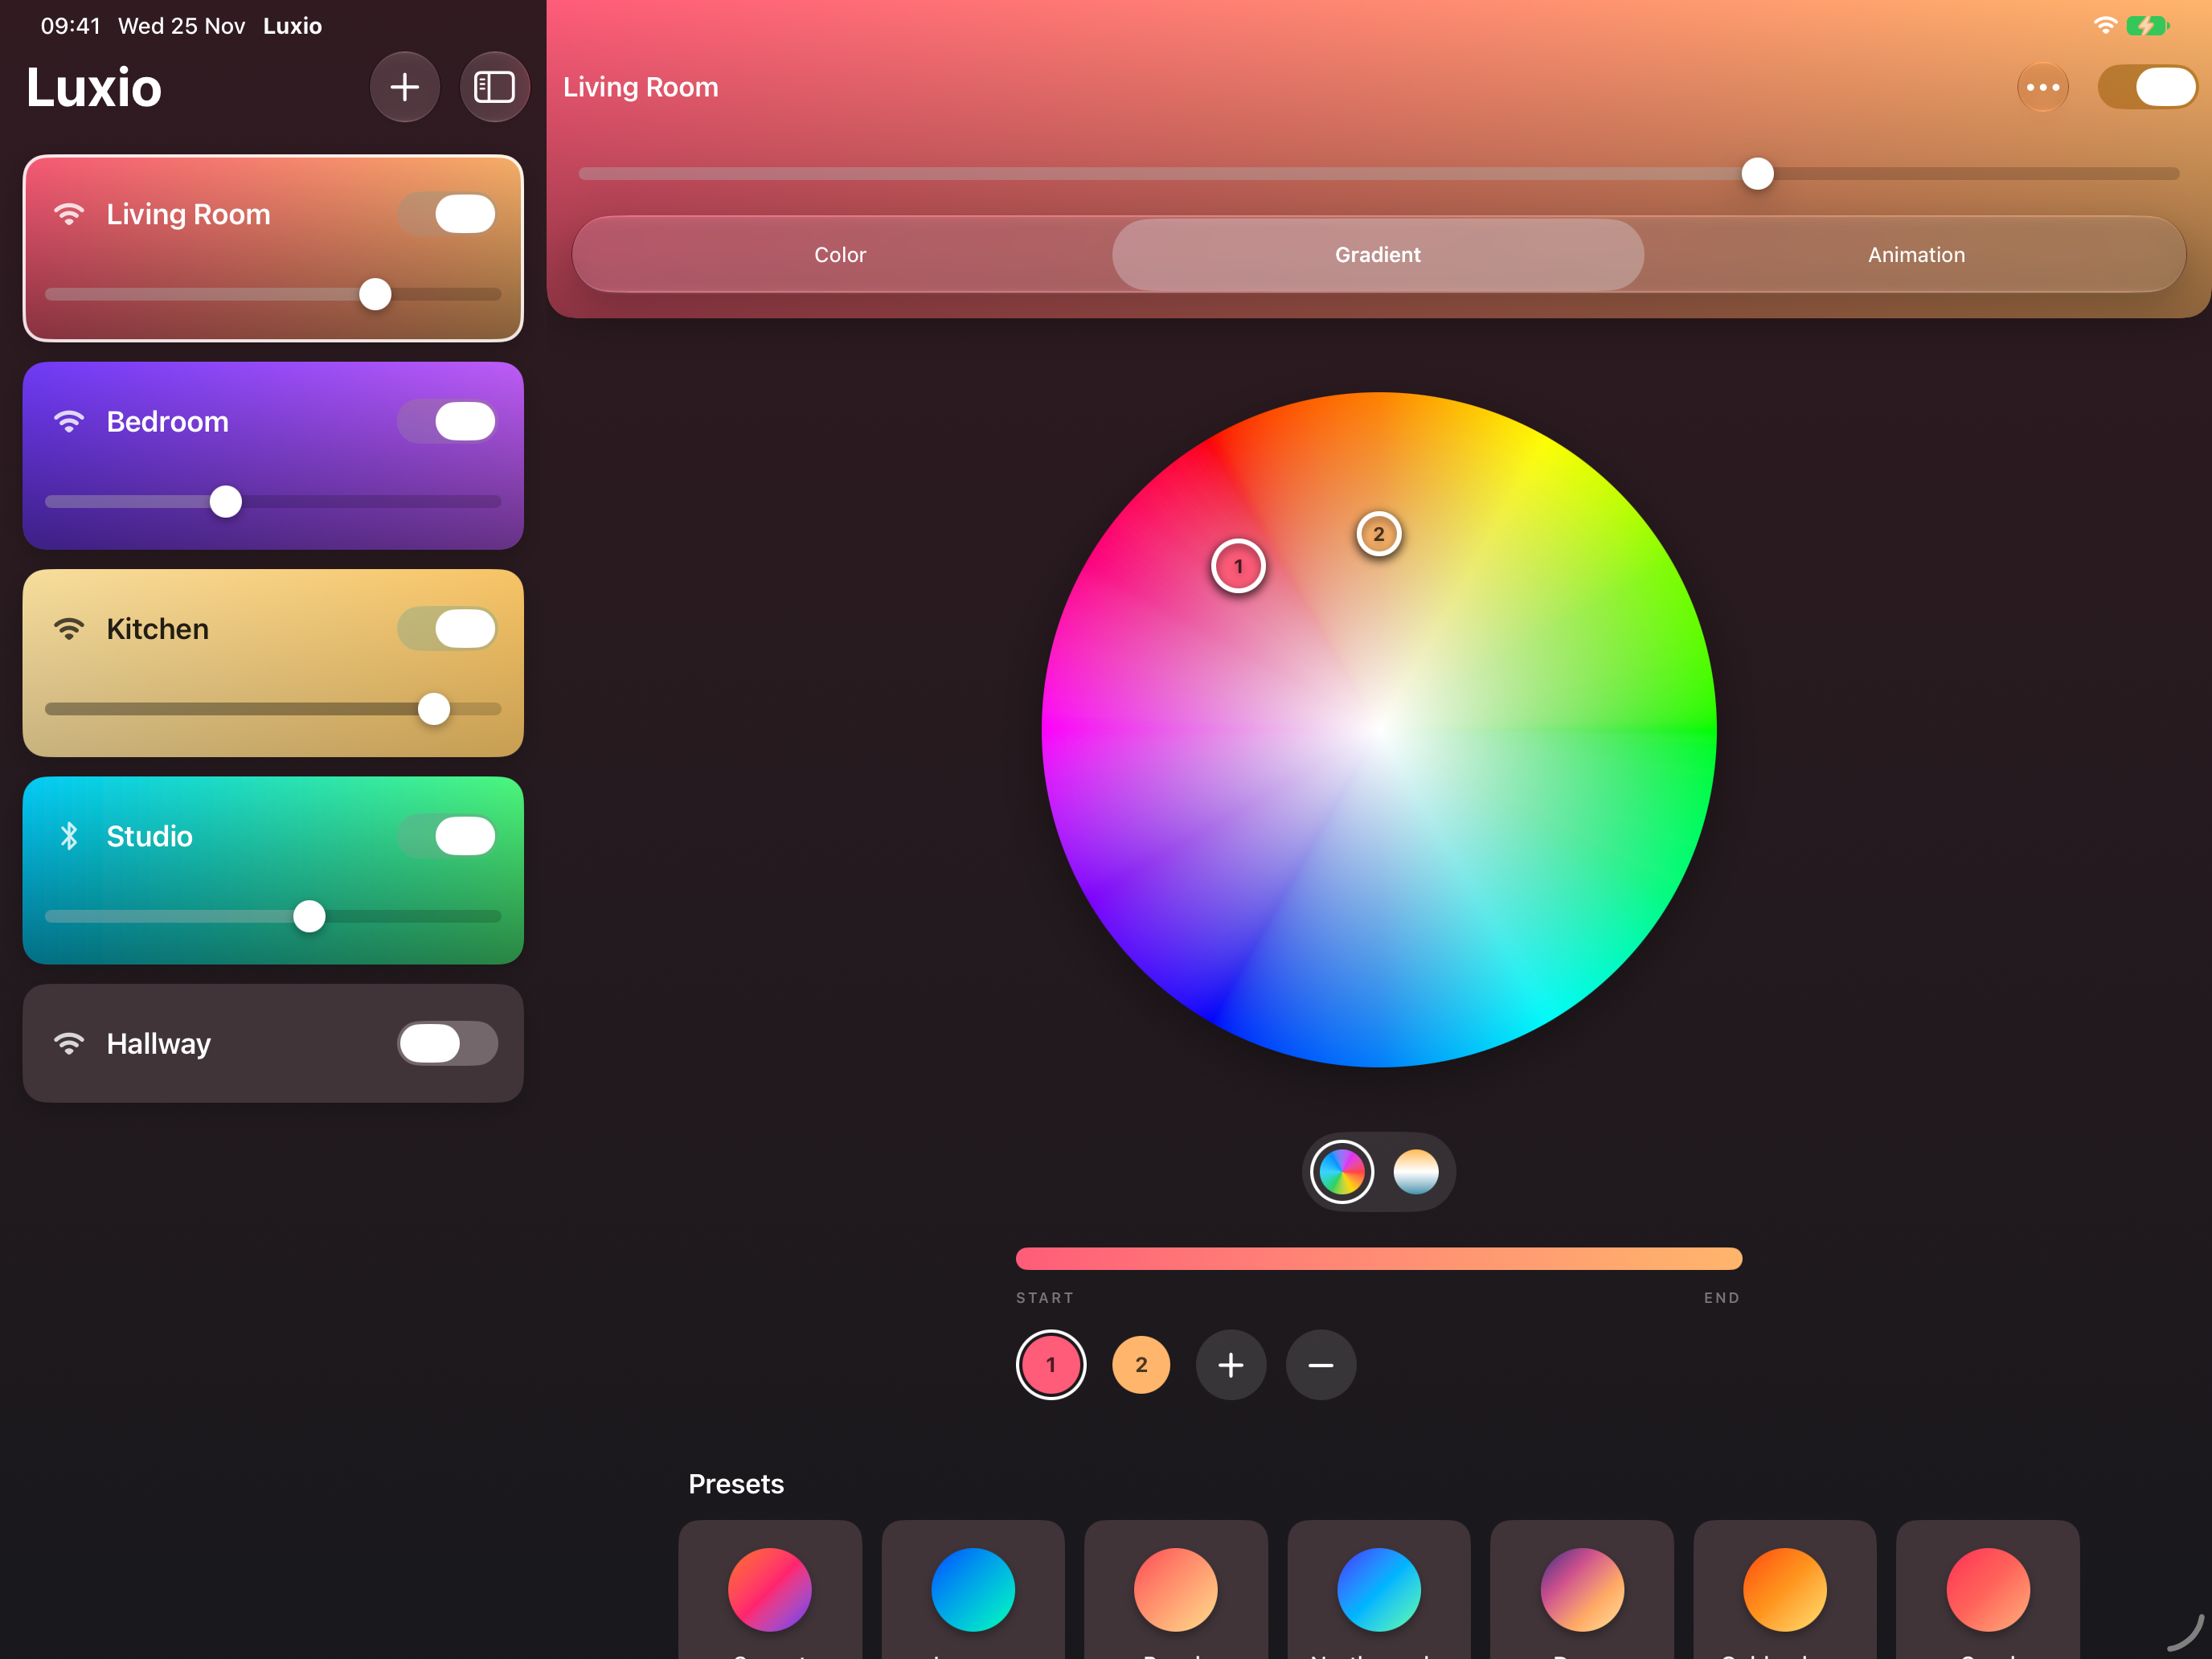 09:41 Wed 25 Nov Luxio
Luxio
Living Room
Bedroom
Kitchen
Studio
Hallway
Living Room
Color Gradient Animation
1
2
START END
1 2
Presets